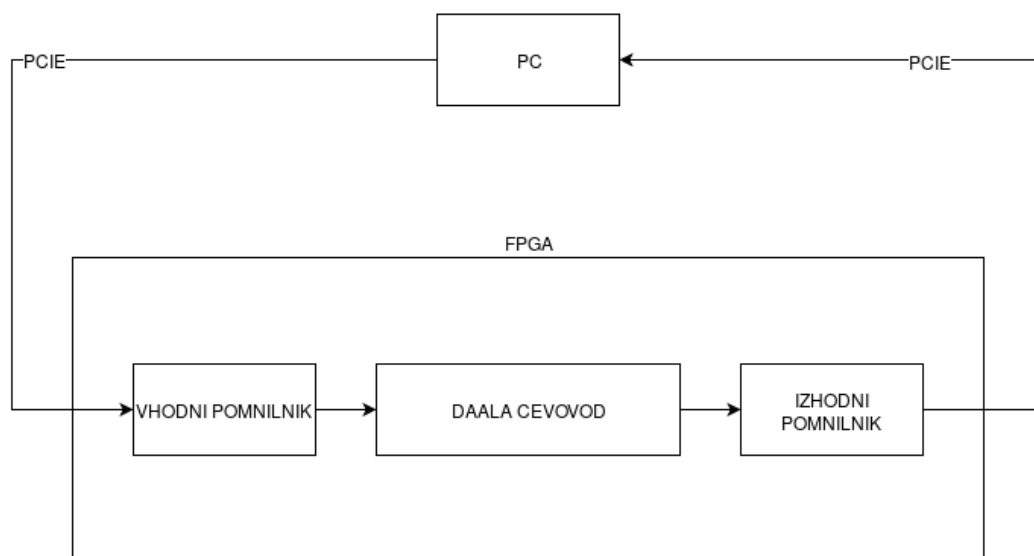 PC
PCIE
PCIE
FPGA
VHODNI POMNILNIK
DAALA CEVOVOD
IZHODNI
POMNILNIK